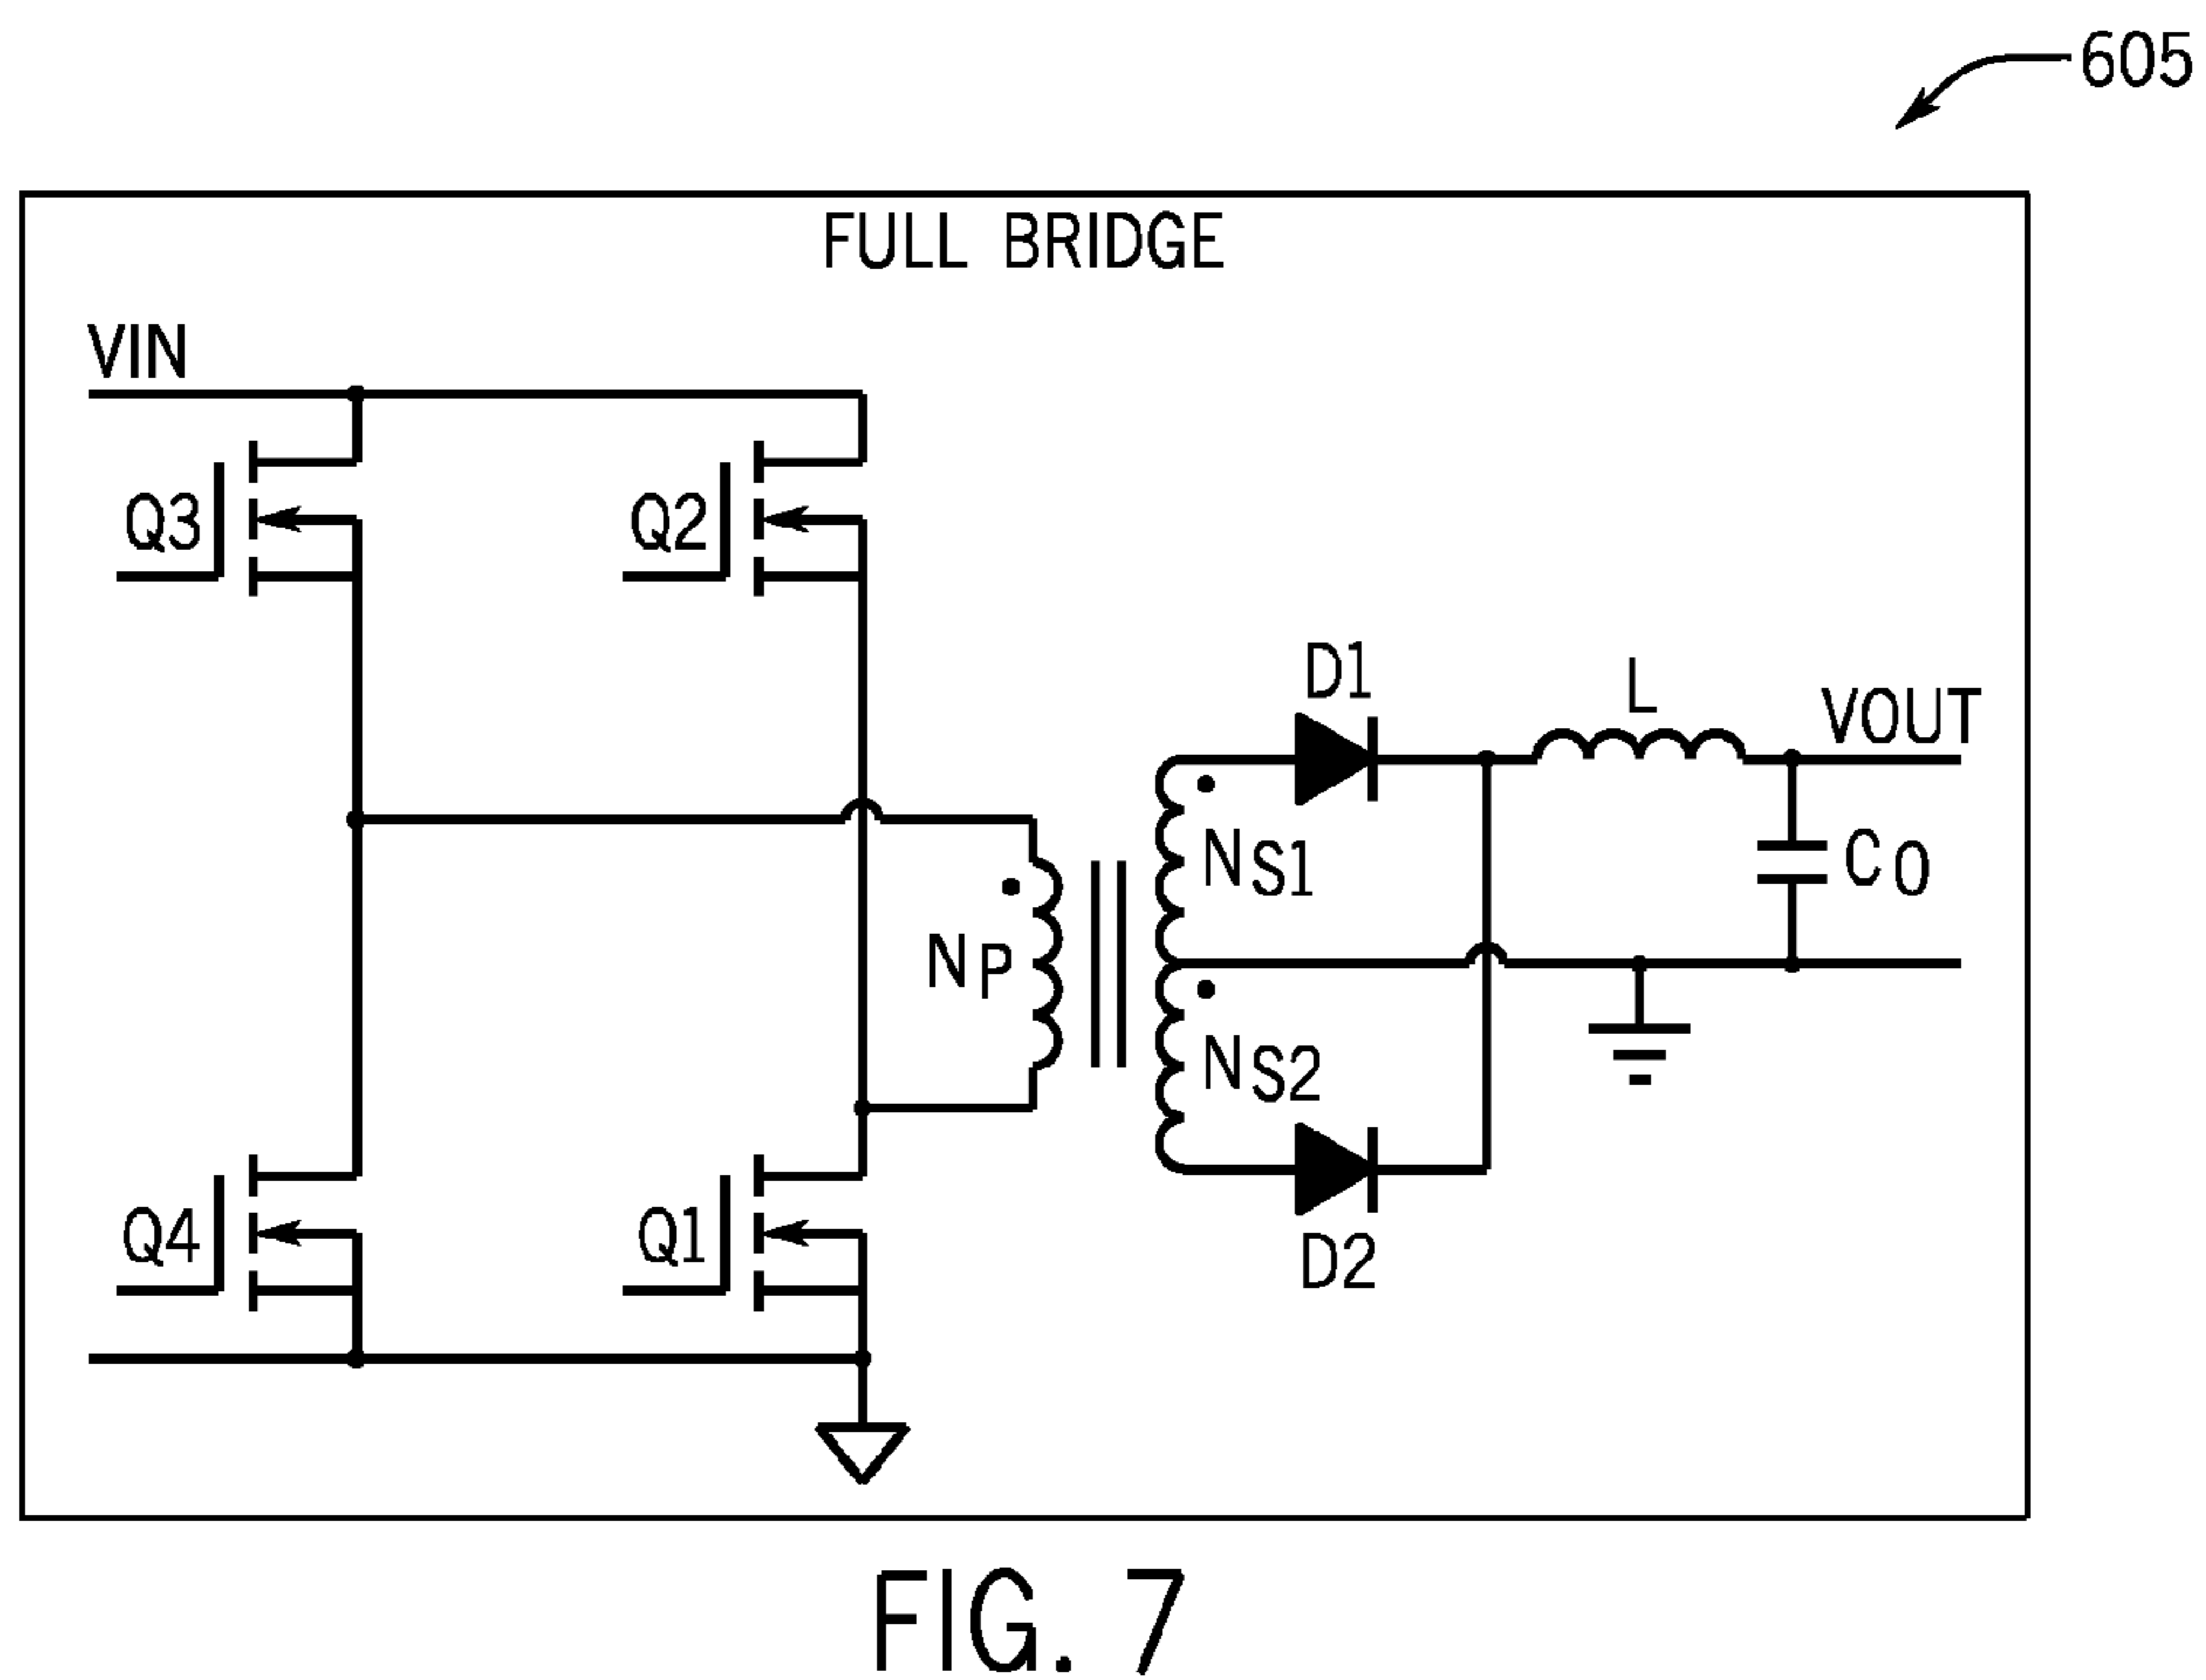 605
FULL BRIDGE
VIN
Q3
Q2
D1
L
VOUT
NS1
CO
NP
NS2
Q4
Q1
D2
FIG. 7